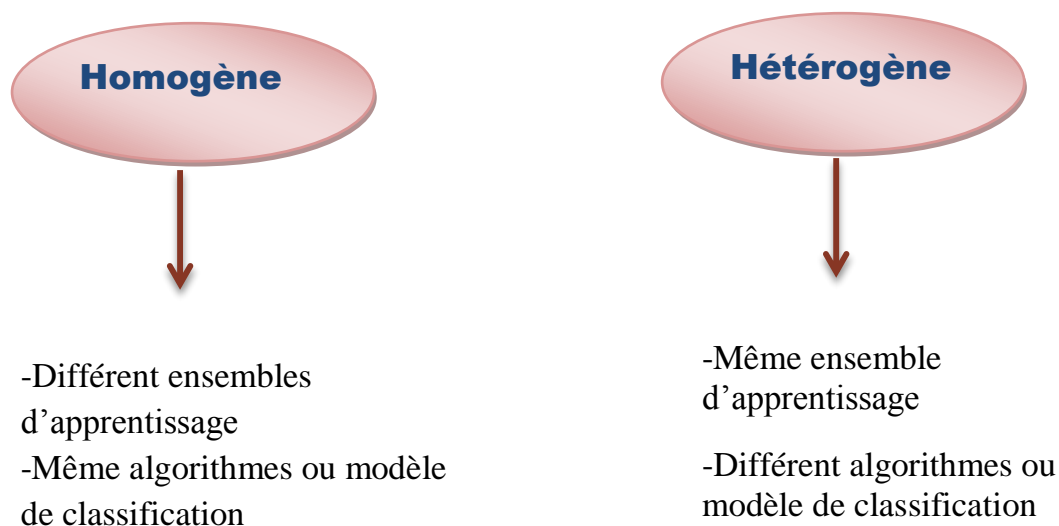 Homogène
-Différent ensembles
d’apprentissage
-Même algorithmes ou modèle
de classification
Hétérogène
-Même ensemble
d’apprentissage
-Différent algorithmes ou
modèle de classification